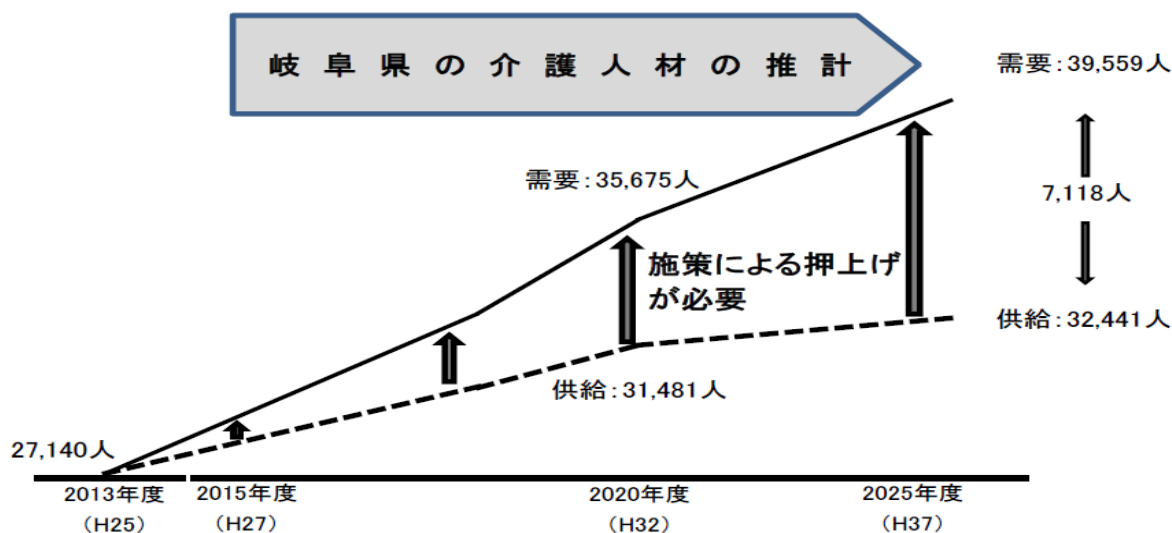 岐阜県の介護人材の推計
需要：39,559人
需要：35,675人
7,118人
施策による押上げ
が必要
供給：32,441人
供給：31,481人
27,140人
2013年度
（H25）
2015年度
（H27）
2020年度
（H32）
2025年度
（H37）